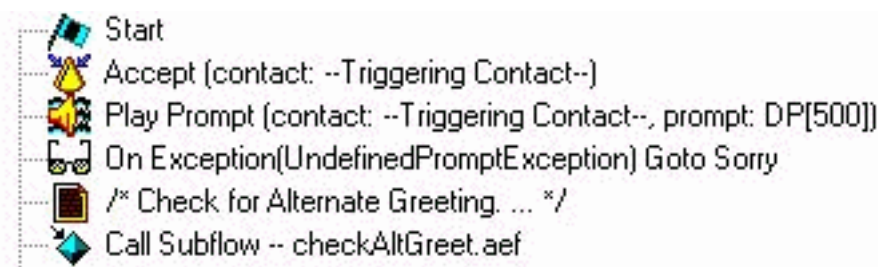 Start
Accept (contact: --Triggering Contact--)
Play Prompt (contact: --Triggering Contact--, prompt: DP[500])
On Exception(UndefinedPromptException) Goto Sorry
/* Check for Alternate Greeting. ... */
Call Subflow -- checkAltGreet.aef